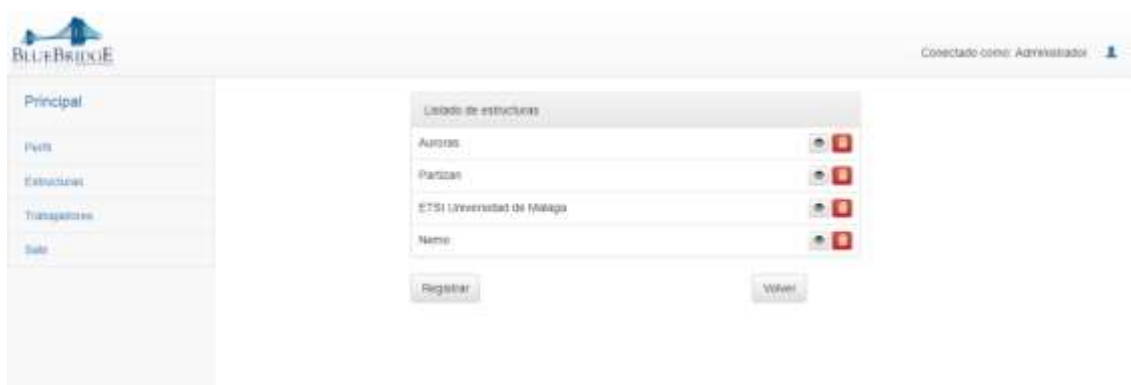 BLUEBRIDGE
Conectado como: Administrador
Principal
Perfil
Estructuras
Trabajadores
Salir
Listado de estructuras
Auroras
Partizan
ETSI Universidad de Málaga
Nemo
Registrar
Volver